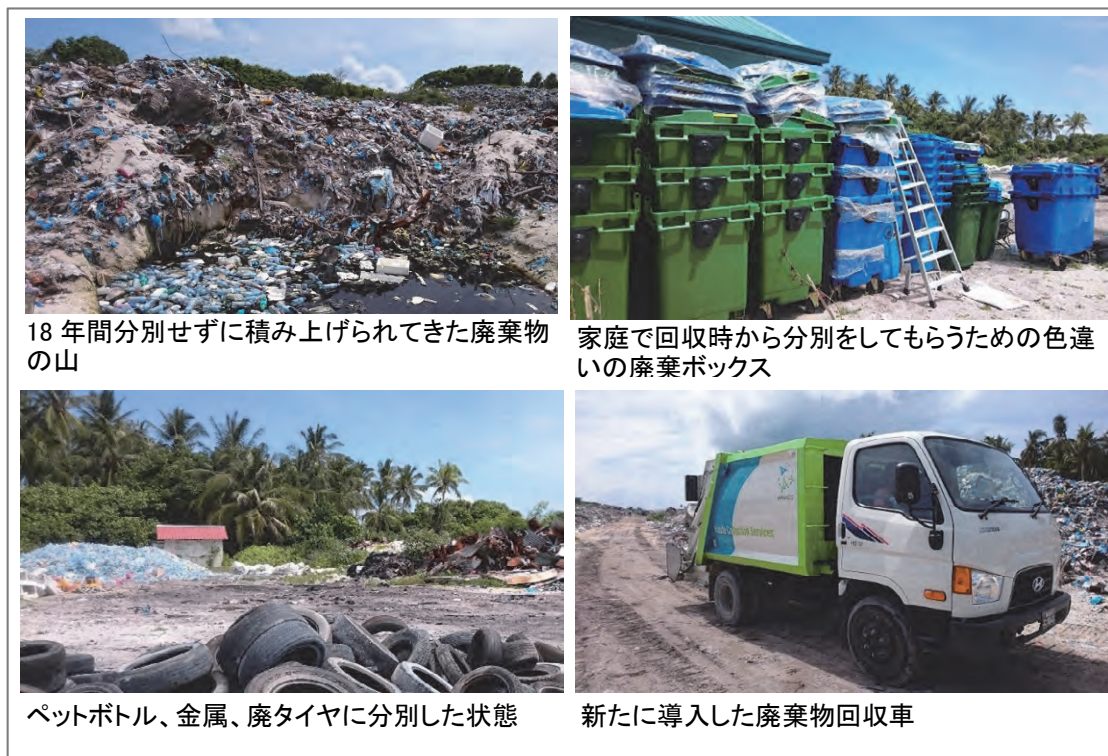 18 年間分別せずに積み上げられてきた廃棄物
の山
家庭で回収時から分別をしてもらうための色違
いの廃棄ボックス
ペットボトル、金属、廃タイヤに分別した状態
Waste Collection Services
新たに導入した廃棄物回収車